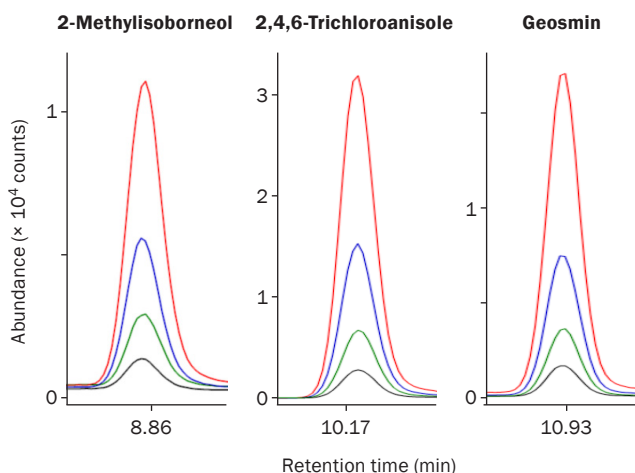 2-Methylisoborneol 2,4,6-Trichloroanisole Geosmin
Abundance (× 10⁴ counts)
1
0
3
2
1
0
1
0
8.86 10.17 10.93
Retention time (min)